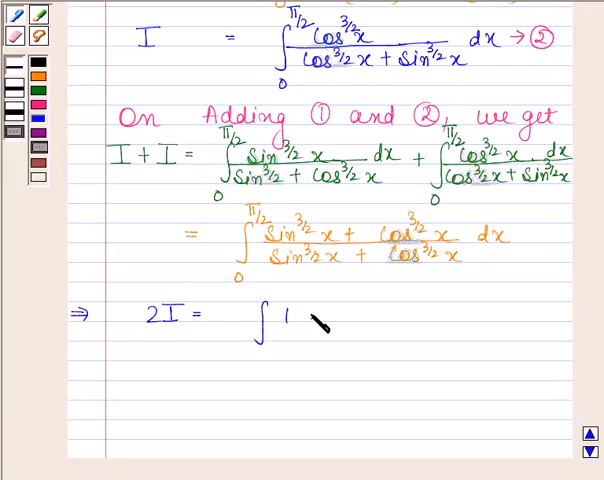 I = ∫₀^{π/2} cos^{3/2}x / (cos^{3/2}x + sin^{3/2}x) dx → ②
On Adding ① and ②, we get
I + I = ∫₀^{π/2} sin^{3/2}x / (sin^{3/2} + cos^{3/2}x) dx + ∫₀^{π/2} cos^{3/2}x / (cos^{3/2}x + sin^{3/2}x) dx
= ∫₀^{π/2} (sin^{3/2}x + cos^{3/2}x) / (sin^{3/2}x + cos^{3/2}x) dx
⇒ 2I = ∫ 1